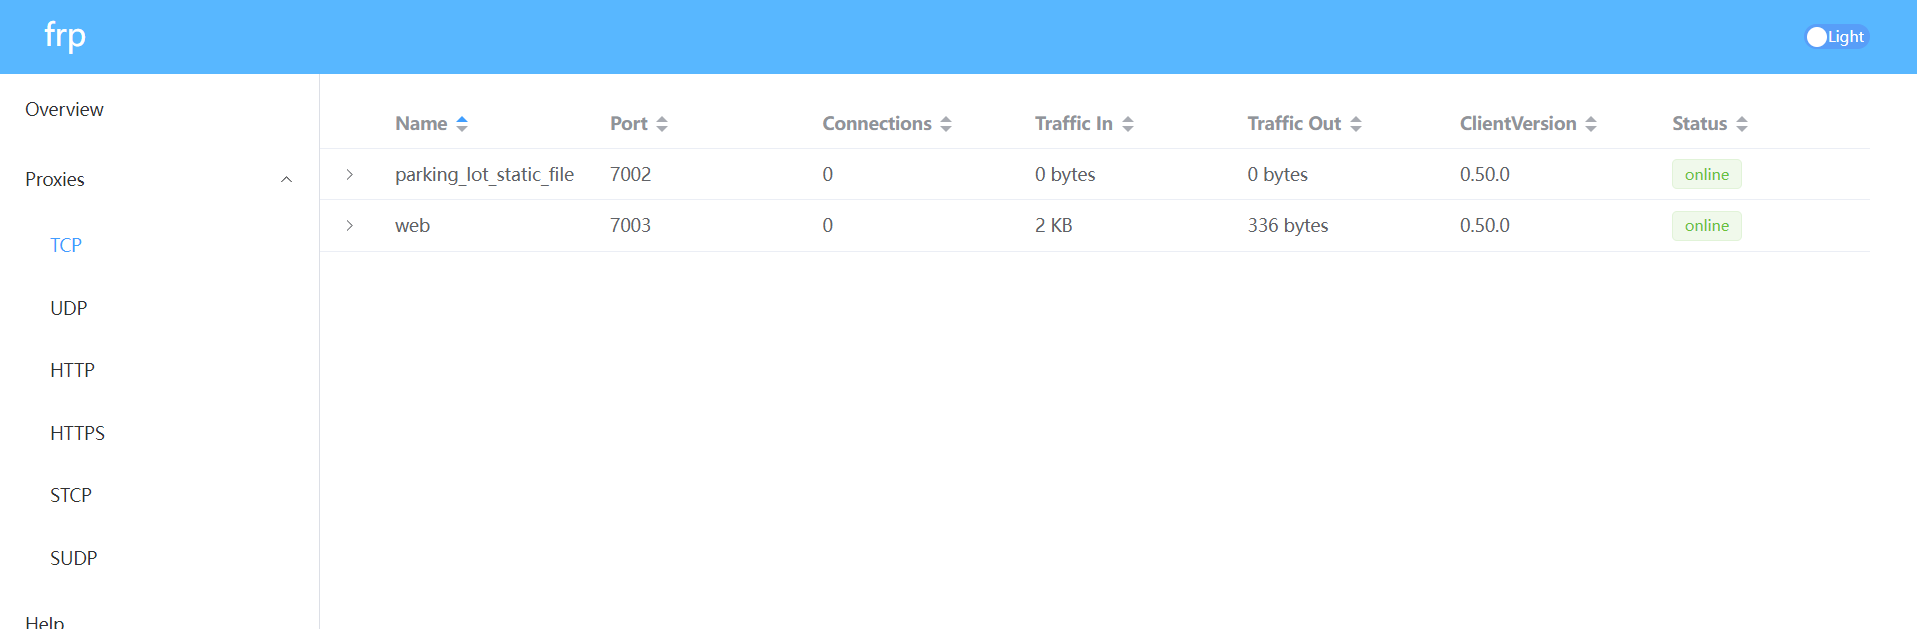 frp
Light
Overview
Proxies
TCP
UDP
HTTP
HTTPS
STCP
SUDP
Help
Name Port Connections Traffic In Traffic Out ClientVersion Status
parking_lot_static_file 7002 0 0 bytes 0 bytes 0.50.0 online
web 7003 0 2 KB 336 bytes 0.50.0 online